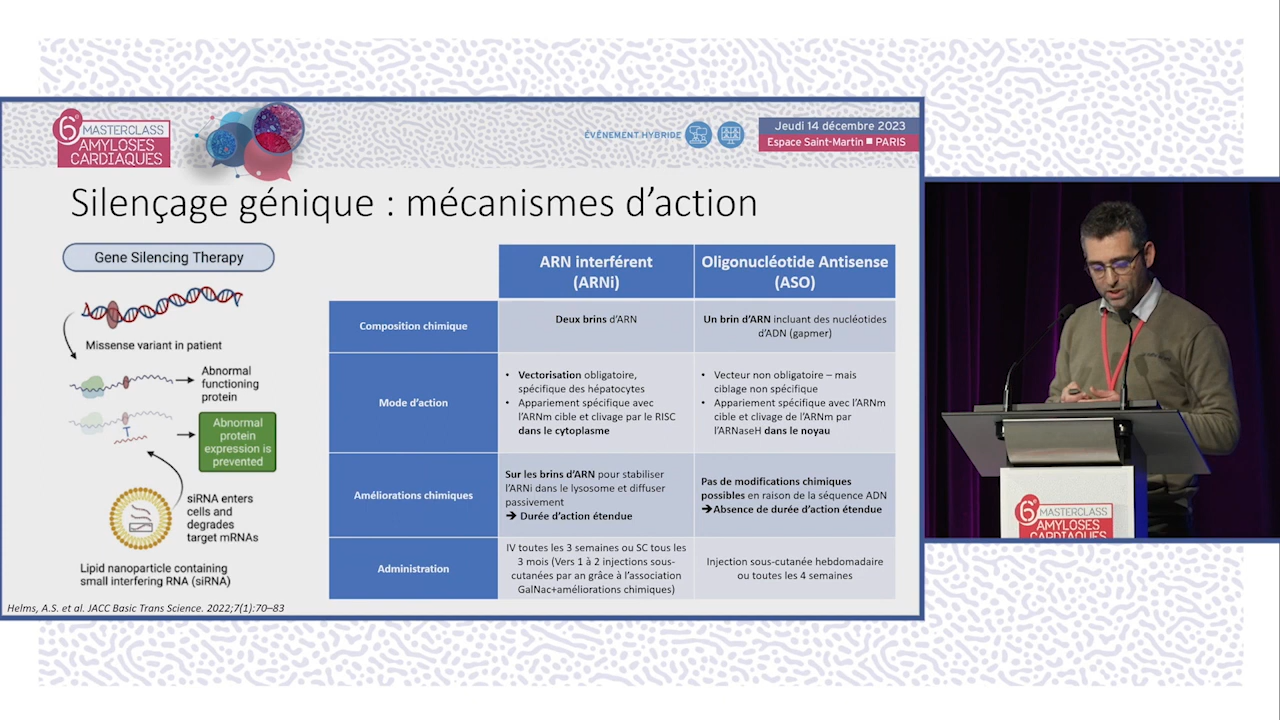 6e
MASTERCLASS
AMYLOSES
CARDIAQUES
ÉVÉNEMENT HYBRIDE
Jeudi 14 décembre 2023
Espace Saint-Martin ■ PARIS
Silençage génique : mécanismes d'action
Gene Silencing Therapy
Missense variant in patient
Abnormal
functioning
protein
Abnormal
protein
expression is
prevented
siRNA enters
cells and
degrades
target mRNAs
Lipid nanoparticle containing
small interfering RNA (siRNA)
ARN interférent
(ARNi)
Oligonucléotide Antisense
(ASO)
Composition chimique
Deux brins d'ARN
Un brin d'ARN incluant des nucléotides
d'ADN (gapmer)
Mode d'action
• Vectorisation obligatoire,
spécifique des hépatocytes
• Appariement spécifique avec
l'ARNm cible et clivage par le RISC
dans le cytoplasme
• Vecteur non obligatoire – mais
ciblage non spécifique
• Appariement spécifique avec l'ARNm
cible et clivage de l'ARNm par
l'ARNaseH dans le noyau
Améliorations chimiques
Sur les brins d'ARN pour stabiliser
l'ARNi dans le lysosome et diffuser
passivement
➔ Durée d'action étendue
Pas de modifications chimiques
possibles en raison de la séquence ADN
➔Absence de durée d'action étendue
Administration
IV toutes les 3 semaines ou SC tous les
3 mois (Vers 1 à 2 injections sous-
cutanées par an grâce à l'association
GalNac+améliorations chimiques)
Injection sous-cutanée hebdomadaire
ou toutes les 4 semaines
Helms, A.S. et al. JACC Basic Trans Science. 2022;7(1):70–83
6e
MASTERCLASS
AMYLOSES
CARDIAQUES